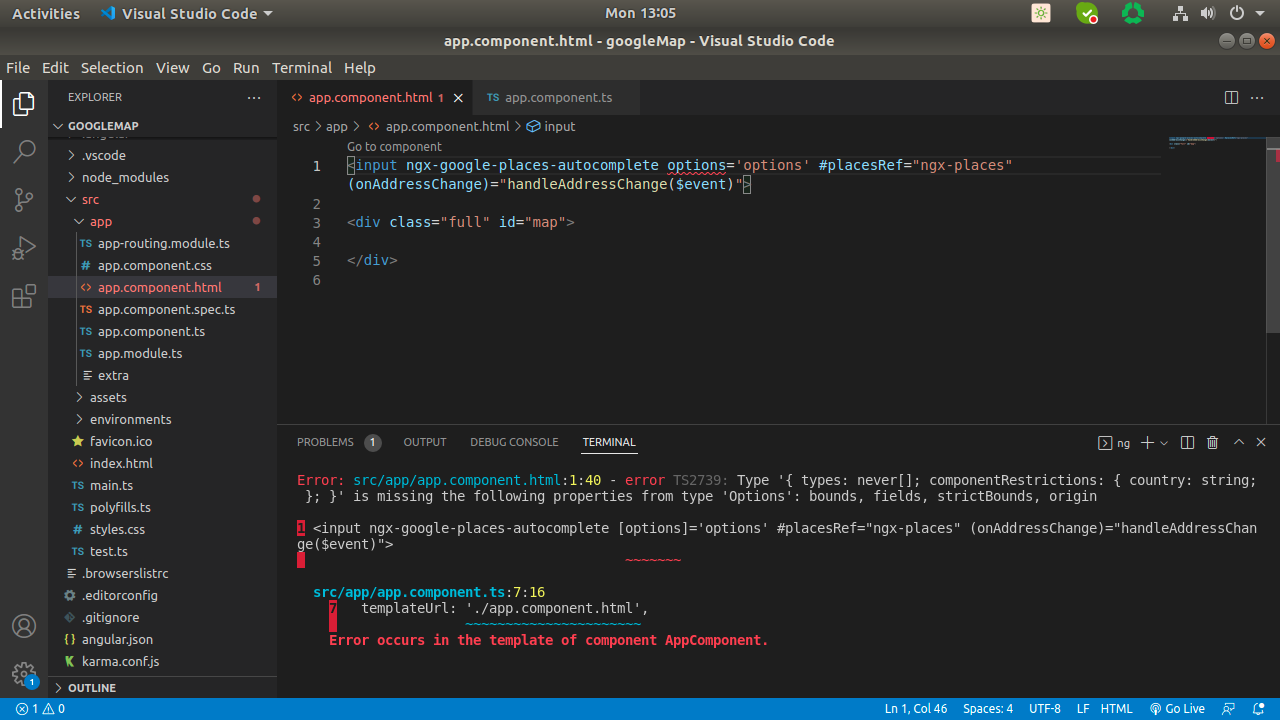 Activities
Visual Studio Code
Mon 13:05
app.component.html - googleMap - Visual Studio Code
File Edit Selection View Go Run Terminal Help
EXPLORER
GOOGLEMAP
.vscode
node_modules
src
app
TS app-routing.module.ts
# app.component.css
<> app.component.html 1
TS app.component.spec.ts
TS app.component.ts
TS app.module.ts
extra
assets
environments
favicon.ico
<> index.html
TS main.ts
TS polyfills.ts
# styles.css
TS test.ts
.browserslistrc
.editorconfig
.gitignore
{} angular.json
karma.conf.js
OUTLINE
<> app.component.html 1
TS app.component.ts
src > app > <> app.component.html > input
Go to component
1 <input ngx-google-places-autocomplete options='options' #placesRef="ngx-places"
(onAddressChange)="handleAddressChange($event)">
2
3 <div class="full" id="map">
4
5 </div>
6
PROBLEMS 1 OUTPUT DEBUG CONSOLE TERMINAL
ng
Error: src/app/app.component.html:1:40 - error TS2739: Type '{ types: never[]; componentRestrictions: { country: string;
}; }' is missing the following properties from type 'Options': bounds, fields, strictBounds, origin
1 <input ngx-google-places-autocomplete [options]='options' #placesRef="ngx-places" (onAddressChange)="handleAddressChan
ge($event)">
~~~~~~~
src/app/app.component.ts:7:16
7 templateUrl: './app.component.html',
~~~~~~~~~~~~~~~~~~~~~~
Error occurs in the template of component AppComponent.
1
1 0
Ln 1, Col 46 Spaces: 4 UTF-8 LF HTML Go Live